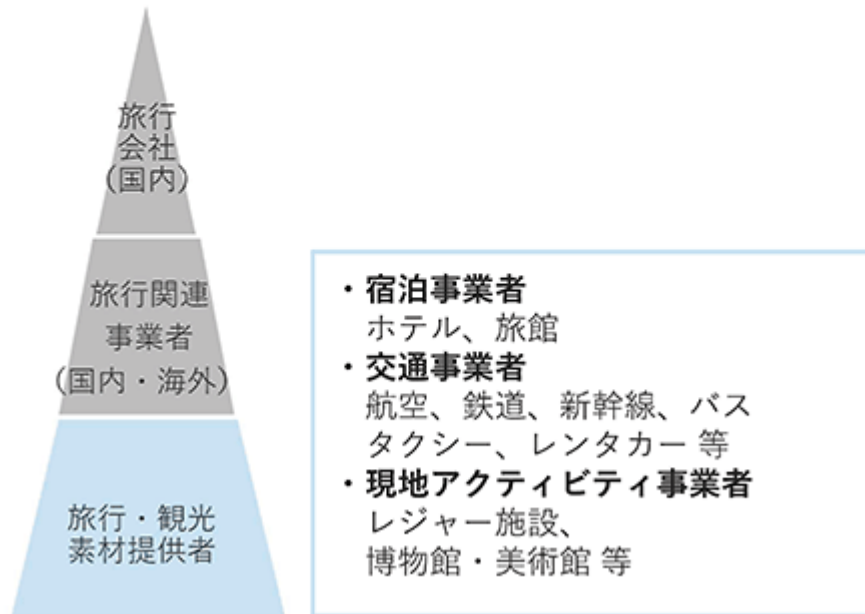 旅行
会社
(国内)
旅行関連
事業者
(国内・海外)
旅行・観光
素材提供者
・宿泊事業者
ホテル、旅館
・交通事業者
航空、鉄道、新幹線、バス
タクシー、レンタカー 等
・現地アクティビティ事業者
レジャー施設、
博物館・美術館 等